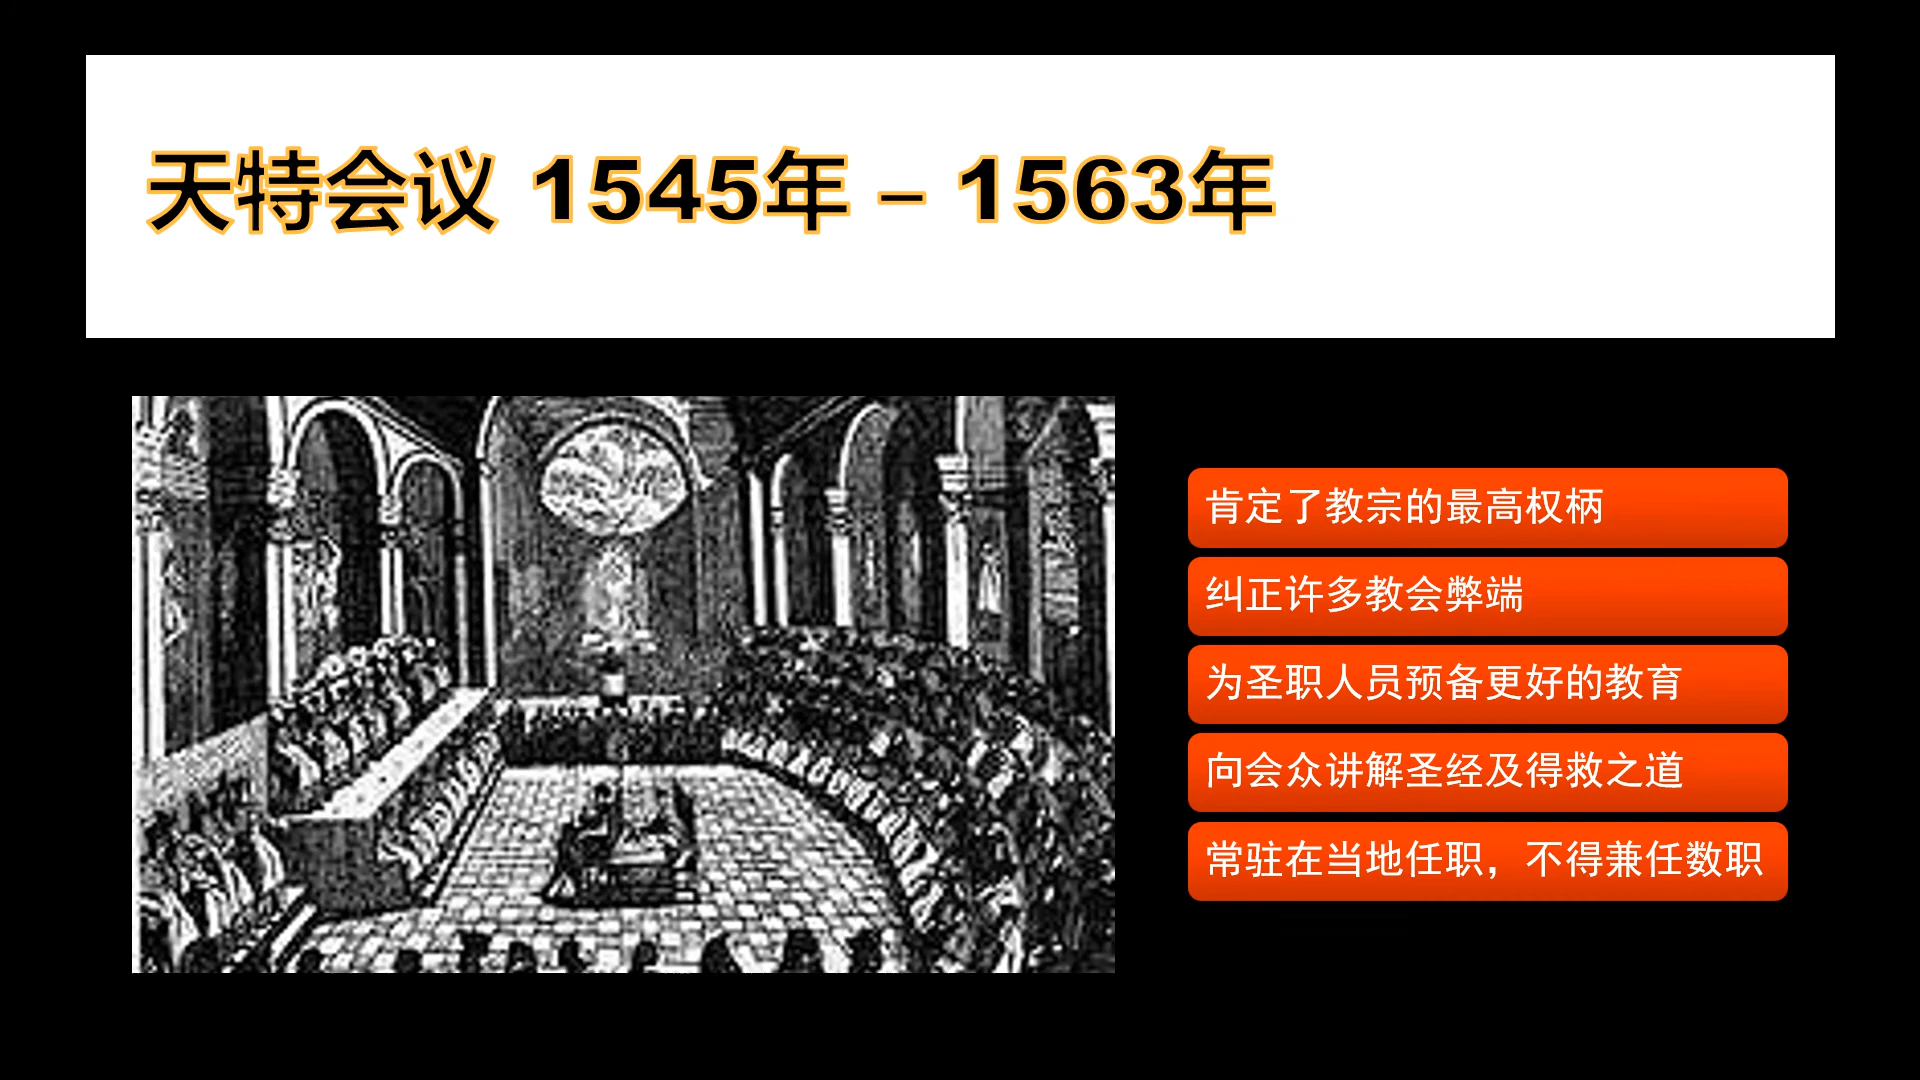 天特会议 1545年 – 1563年
肯定了教宗的最高权柄
纠正许多教会弊端
为圣职人员预备更好的教育
向会众讲解圣经及得救之道
常驻在当地任职，不得兼任数职